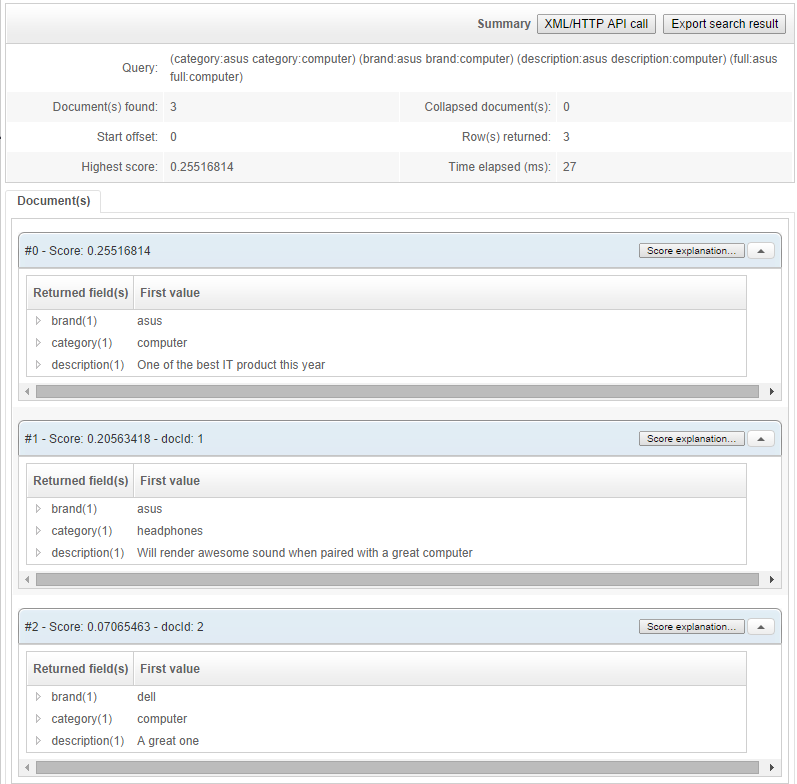 Summary XML/HTTP API call Export search result
Query: (category:asus category:computer) (brand:asus brand:computer) (description:asus description:computer) (full:asus
full:computer)
Document(s) found: 3 Collapsed document(s): 0
Start offset: 0 Row(s) returned: 3
Highest score: 0.25516814 Time elapsed (ms): 27
Document(s)
#0 - Score: 0.25516814 Score explanation...
Returned field(s) First value
brand(1) asus
category(1) computer
description(1) One of the best IT product this year
#1 - Score: 0.20563418 - docId: 1 Score explanation...
Returned field(s) First value
brand(1) asus
category(1) headphones
description(1) Will render awesome sound when paired with a great computer
#2 - Score: 0.07065463 - docId: 2 Score explanation...
Returned field(s) First value
brand(1) dell
category(1) computer
description(1) A great one